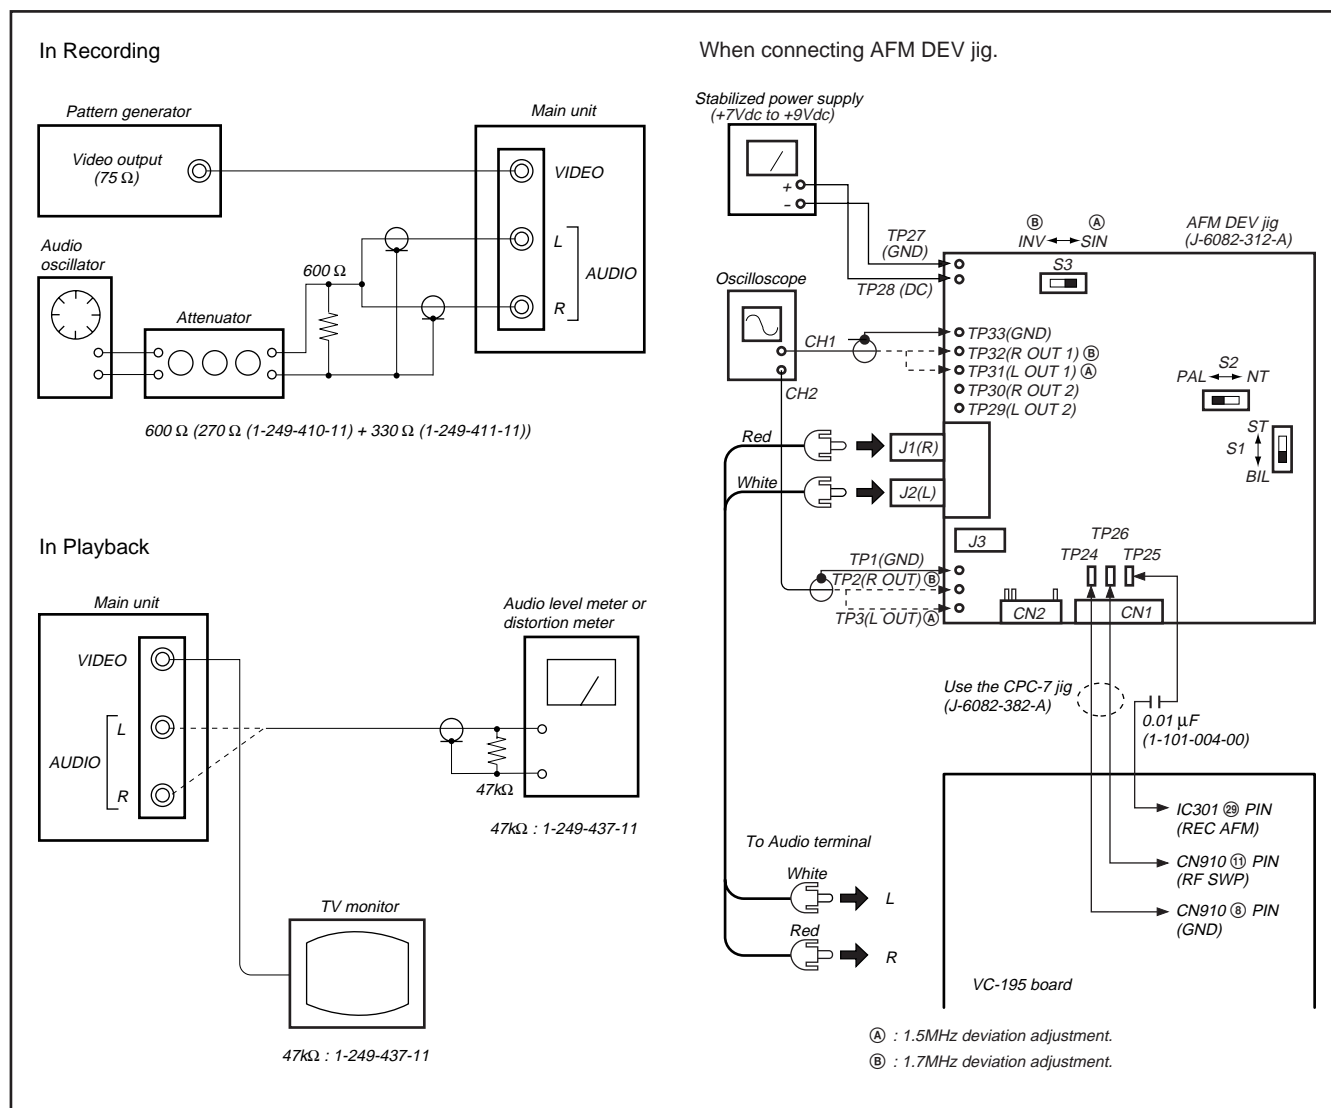 In Recording
Pattern generator
Video output
(75 Ω)
Main unit
VIDEO
L
AUDIO
R
Audio
oscillator
600 Ω
Attenuator
600 Ω (270 Ω (1-249-410-11) + 330 Ω (1-249-411-11))
In Playback
Main unit
VIDEO
L
AUDIO
R
Audio level meter or
distortion meter
47kΩ
47kΩ : 1-249-437-11
TV monitor
47kΩ : 1-249-437-11
When connecting AFM DEV jig.
Stabilized power supply
(+7Vdc to +9Vdc)
+
–
TP27
(GND)
TP28 (DC)
Ⓑ Ⓐ
INV SIN
S3
AFM DEV jig
(J-6082-312-A)
Oscilloscope
CH1
CH2
TP33(GND)
TP32(R OUT 1) Ⓑ
TP31(L OUT 1) Ⓐ
TP30(R OUT 2)
TP29(L OUT 2)
S2
PAL NT
ST
S1
BIL
Red
J1(R)
White
J2(L)
J3
TP26
TP24 TP25
TP1(GND)
TP2(R OUT) Ⓑ
TP3(L OUT) Ⓐ
CN2
CN1
Use the CPC-7 jig
(J-6082-382-A)
0.01 µF
(1-101-004-00)
IC301 ㉙ PIN
(REC AFM)
CN910 ⑪ PIN
(RF SWP)
CN910 ⑧ PIN
(GND)
To Audio terminal
White
L
Red
R
VC-195 board
Ⓐ : 1.5MHz deviation adjustment.
Ⓑ : 1.7MHz deviation adjustment.